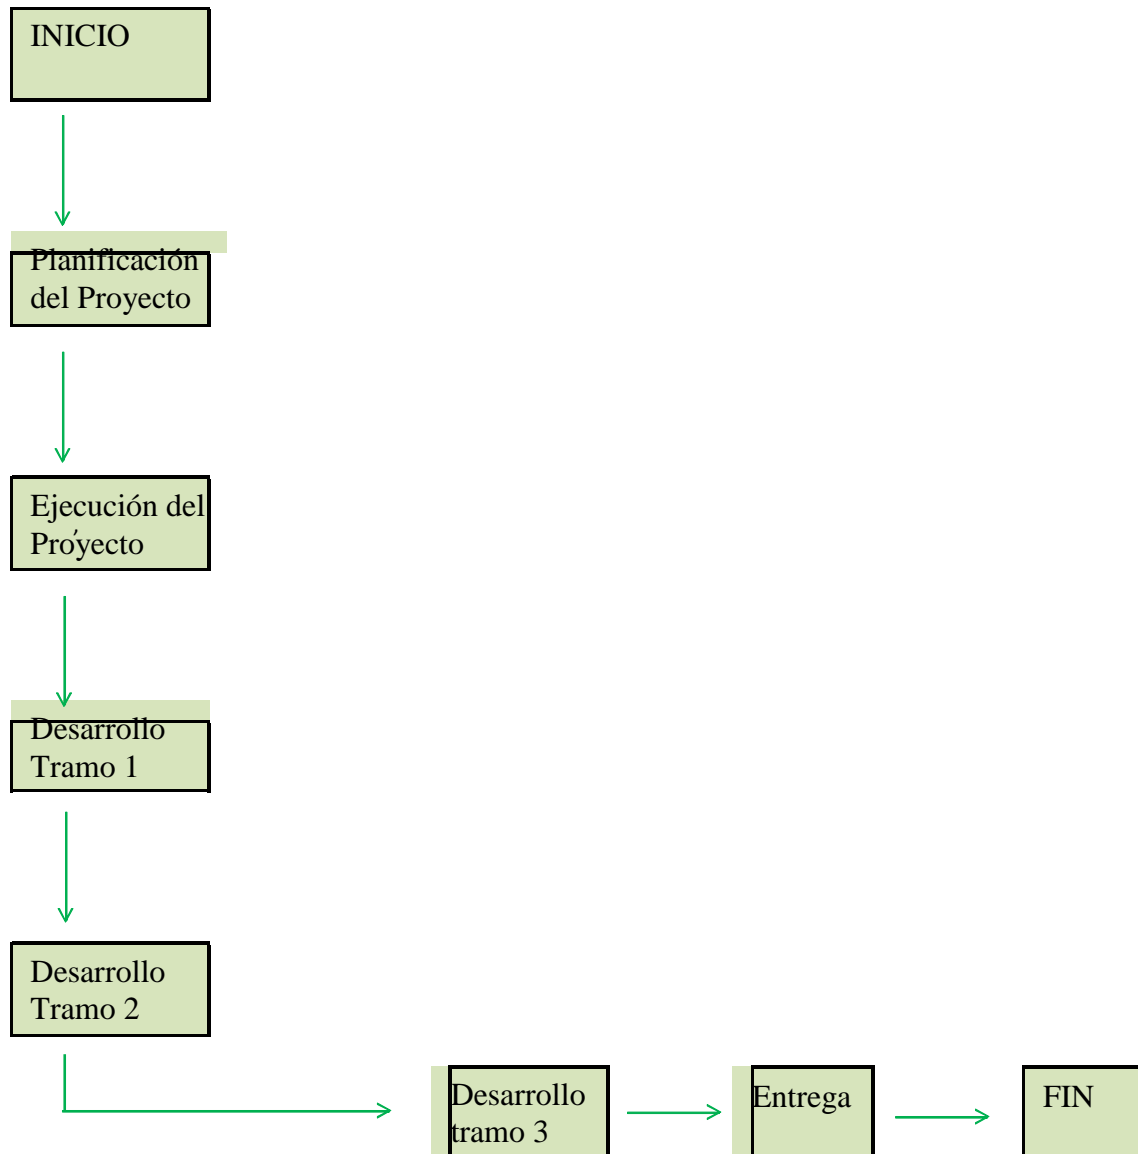 INICIO
Planificación
del Proyecto
Ejecución del
Proyecto
Desarrollo
Tramo 1
Desarrollo
Tramo 2
Desarrollo
tramo 3
Entrega
FIN